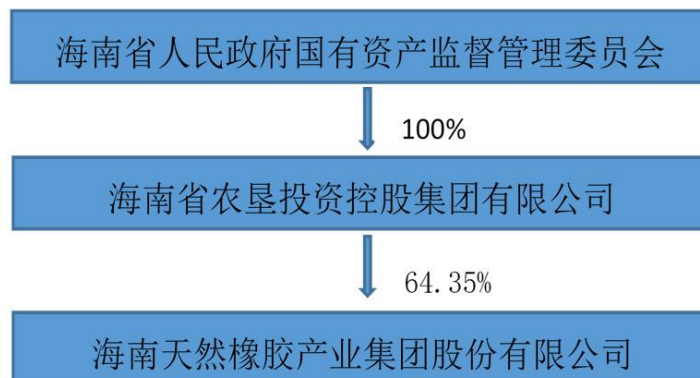 海南省人民政府国有资产监督管理委员会
100%
海南省农垦投资控股集团有限公司
64.35%
海南天然橡胶产业集团股份有限公司